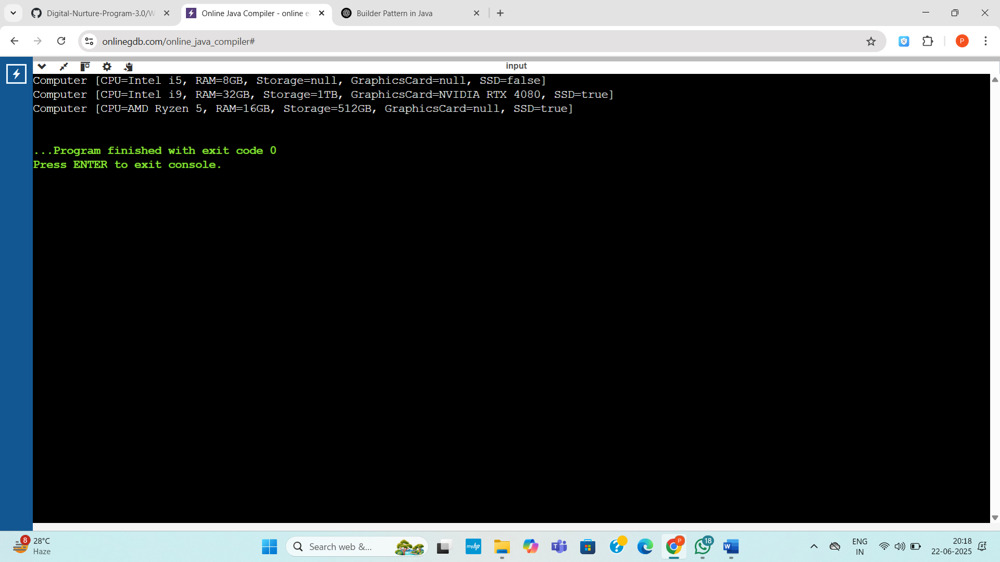 Digital-Nurture-Program-3.0/W
Online Java Compiler - online e
Builder Pattern in Java
onlinegdb.com/online_java_compiler#
P
input
Computer [CPU=Intel i5, RAM=8GB, Storage=null, GraphicsCard=null, SSD=false]
Computer [CPU=Intel i9, RAM=32GB, Storage=1TB, GraphicsCard=NVIDIA RTX 4080, SSD=true]
Computer [CPU=AMD Ryzen 5, RAM=16GB, Storage=512GB, GraphicsCard=null, SSD=true]
...Program finished with exit code 0
Press ENTER to exit console.
8
28°C
Haze
Search web &...
myhp
T
?
P
18
W
ENG
IN
20:18
22-06-2025